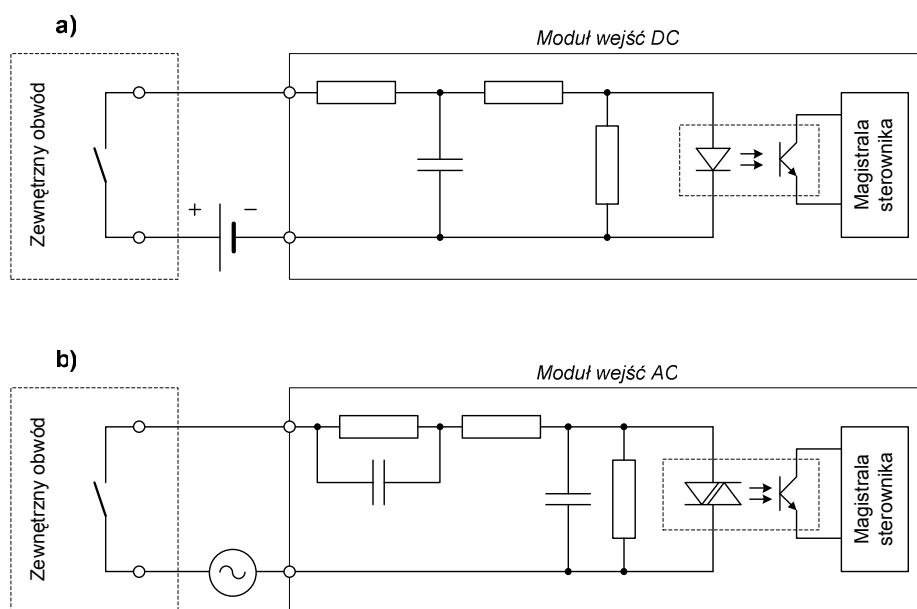 a)
Moduł wejść DC
Zewnętrzny obwód
+ −
Magistrala
sterownika
b)
Moduł wejść AC
Zewnętrzny obwód
Magistrala
sterownika